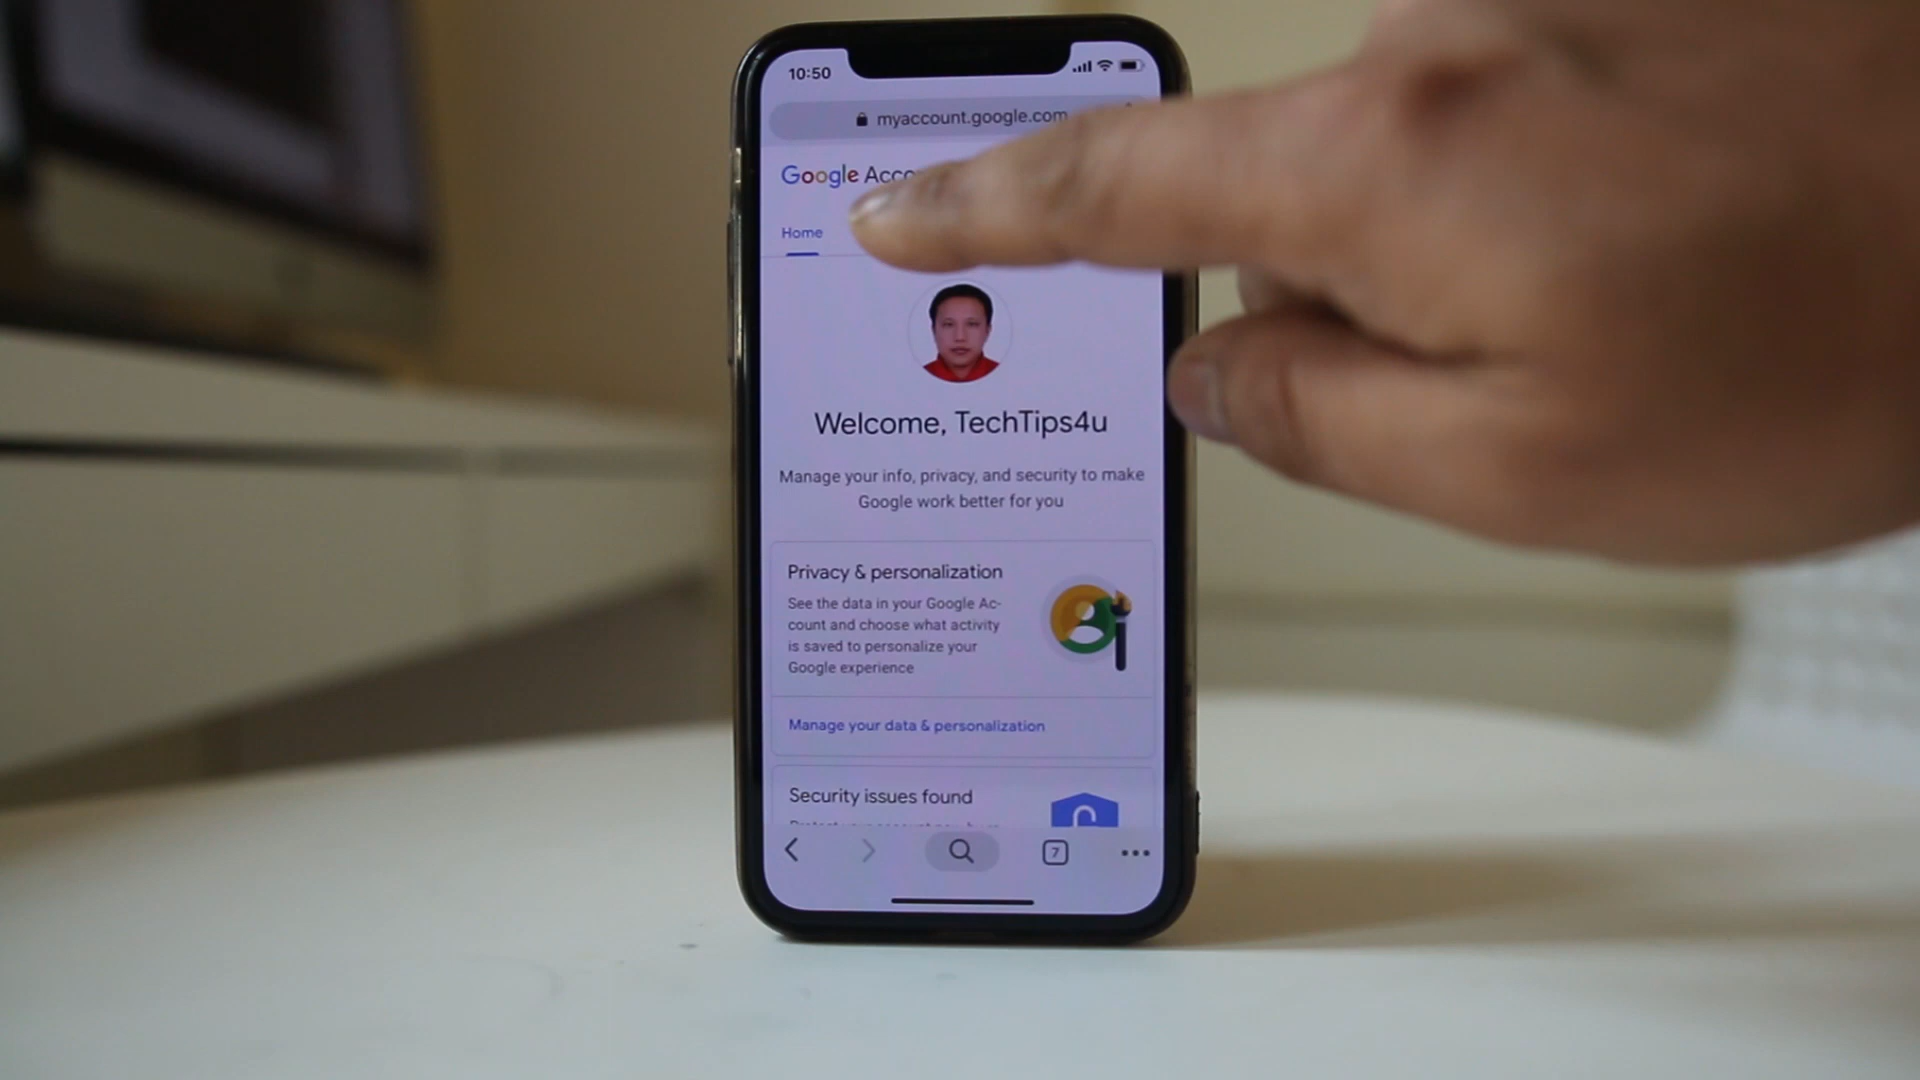 10:50
myaccount.google.com
Google
Home
Welcome, TechTips4u
Manage your info, privacy, and security to make
Google work better for you
Privacy & personalization
See the data in your Google Ac-
count and choose what activity
is saved to personalize your
Google experience
Manage your data & personalization
Security issues found
7